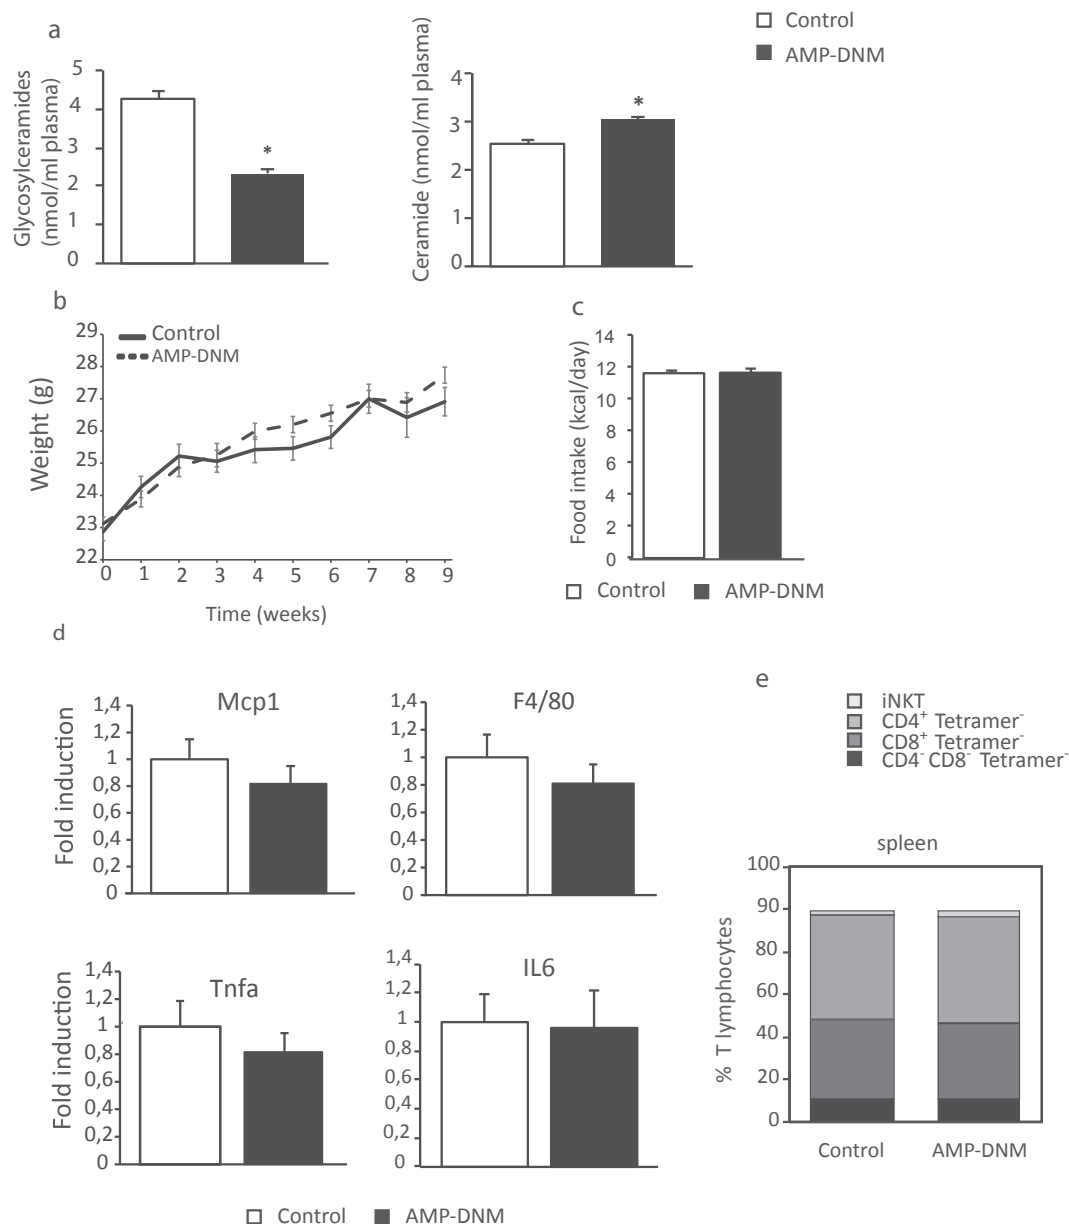 a
Control
AMP-DNM
Glycosylceramides
(nmol/ml plasma)
5
4
3
2
1
0
*
Ceramide (nmol/ml plasma)
4
3
2
1
0
*
b
Weight (g)
29
28
27
26
25
24
23
22
Control
AMP-DNM
0 1 2 3 4 5 6 7 8 9
Time (weeks)
c
Food intake (kcal/day)
14
12
10
8
6
4
2
0
Control AMP-DNM
d
Mcp1
Fold induction
1,4
1,2
1
0,8
0,6
0,4
0,2
0
F4/80
1,4
1,2
1
0,8
0,6
0,4
0,2
0
Tnfa
Fold induction
1,4
1,2
1
0,8
0,6
0,4
0,2
0
IL6
1,4
1,2
1
0,8
0,6
0,4
0,2
0
Control AMP-DNM
e
iNKT
CD4⁺ Tetramer⁻
CD8⁺ Tetramer⁻
CD4⁻ CD8⁻ Tetramer⁻
spleen
% T lymphocytes
100
90
80
60
40
20
0
Control AMP-DNM